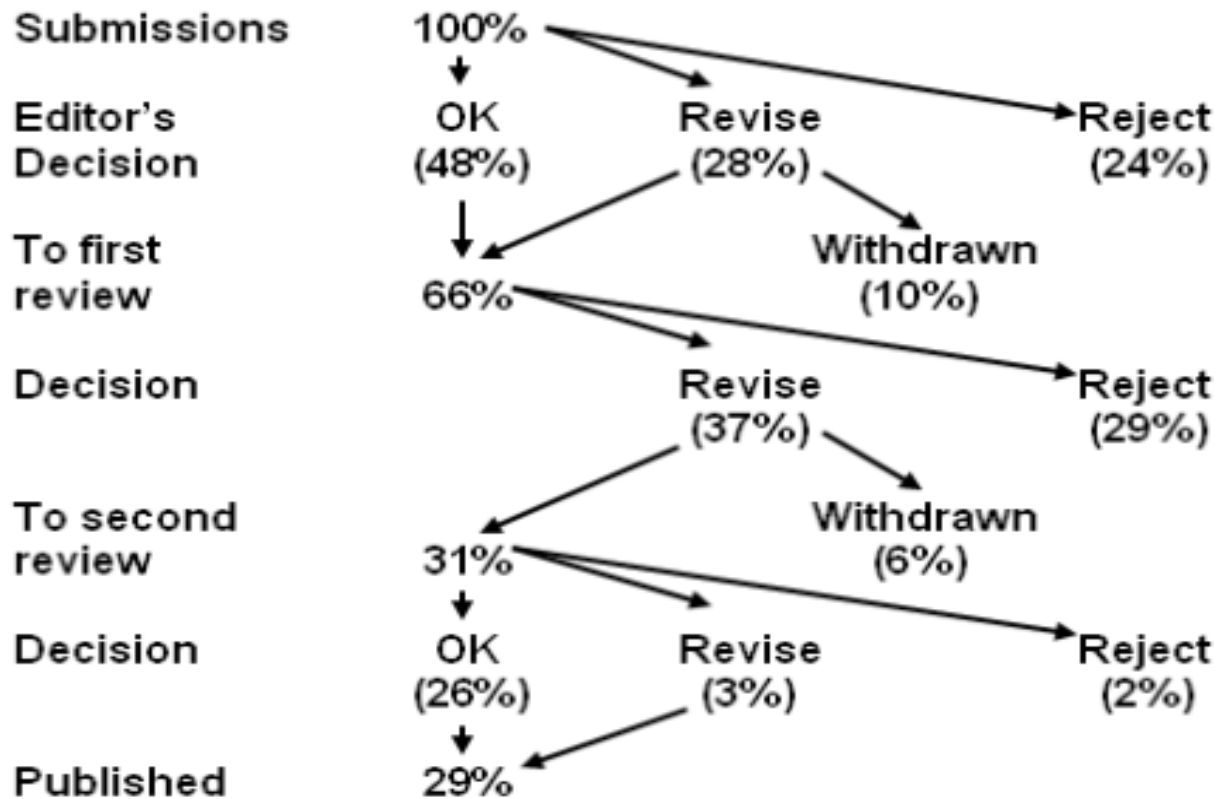 Submissions 100%
Editor's OK Revise Reject
Decision (48%) (28%) (24%)
To first Withdrawn
review 66% (10%)
Decision Revise Reject
(37%) (29%)
To second Withdrawn
review 31% (6%)
Decision OK Revise Reject
(26%) (3%) (2%)
Published 29%